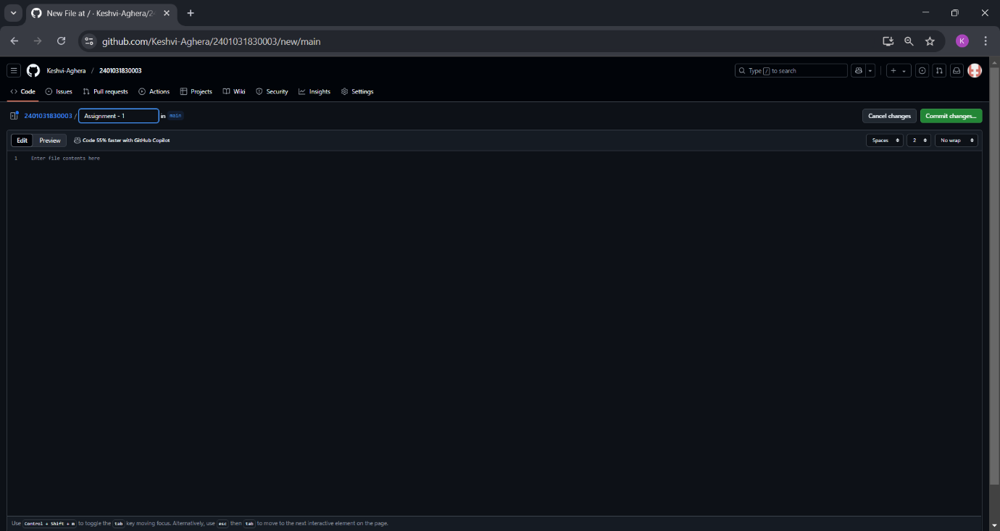 New File at / · Keshvi-Aghera/24
github.com/Keshvi-Aghera/2401031830003/new/main
K
Keshvi-Aghera / 2401031830003
Type / to search
Code Issues Pull requests Actions Projects Wiki Security Insights Settings
2401031830003 / Assignment - 1 in main
Cancel changes Commit changes...
Edit Preview Code 55% faster with GitHub Copilot
Spaces 2 No wrap
1 Enter file contents here
Use Control + Shift + m to toggle the tab key moving focus. Alternatively, use esc then tab to move to the next interactive element on the page.